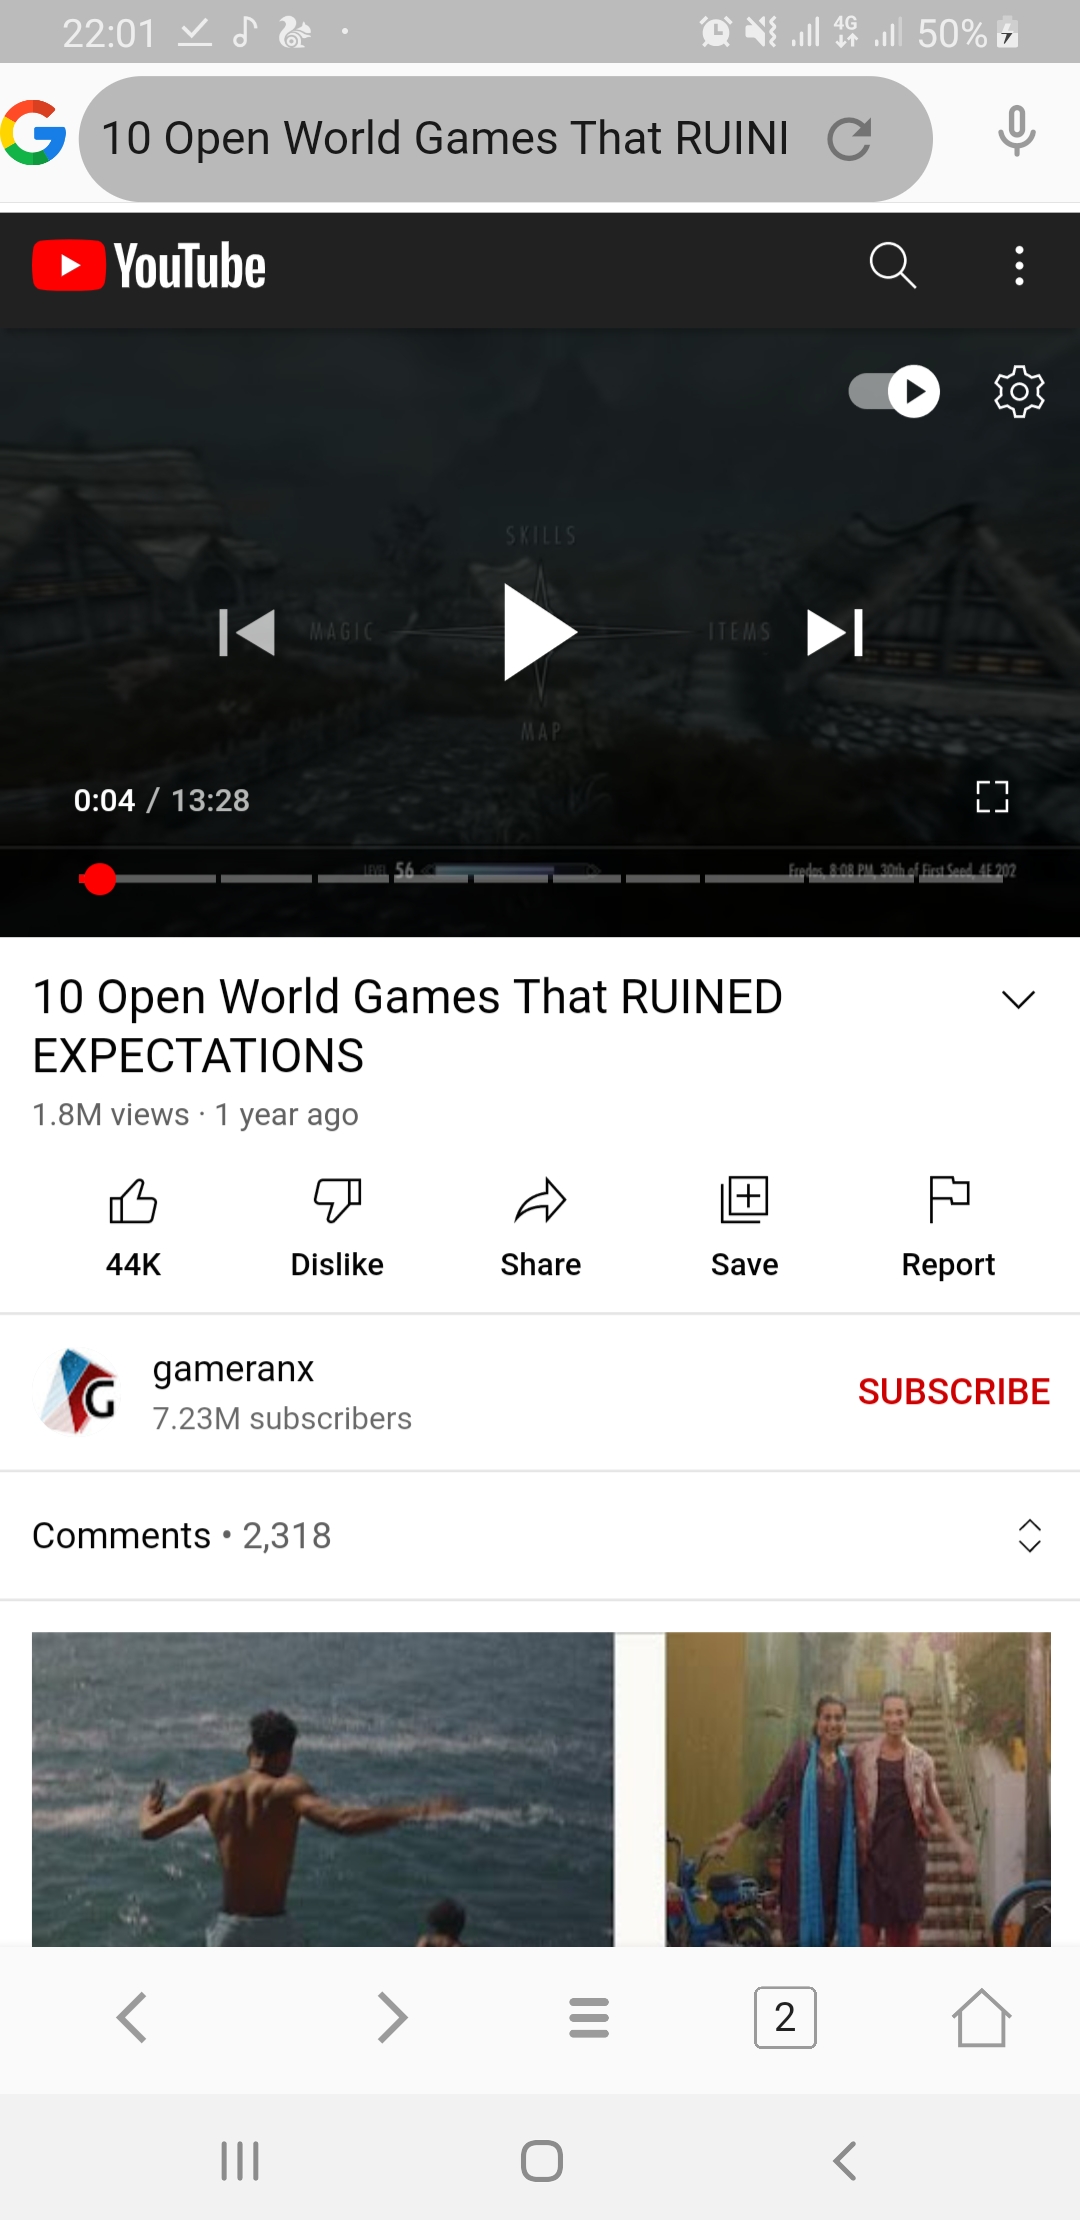 22:01
4G
50%
10 Open World Games That RUINI
YouTube
SKILLS
MAGIC
ITEMS
MAP
0:04 / 13:28
LEVEL 56
Fredas, 8:08 PM, 30th of First Seed, 4E 202
10 Open World Games That RUINED
EXPECTATIONS
1.8M views · 1 year ago
44K
Dislike
Share
Save
Report
G
gameranx
7.23M subscribers
SUBSCRIBE
Comments • 2,318
2